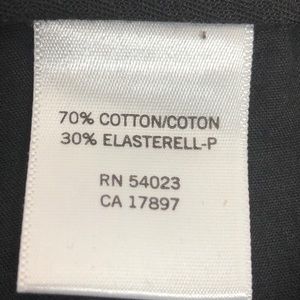 70% COTTON/COTON
30% ELASTERELL-P
RN 54023
CA 17897